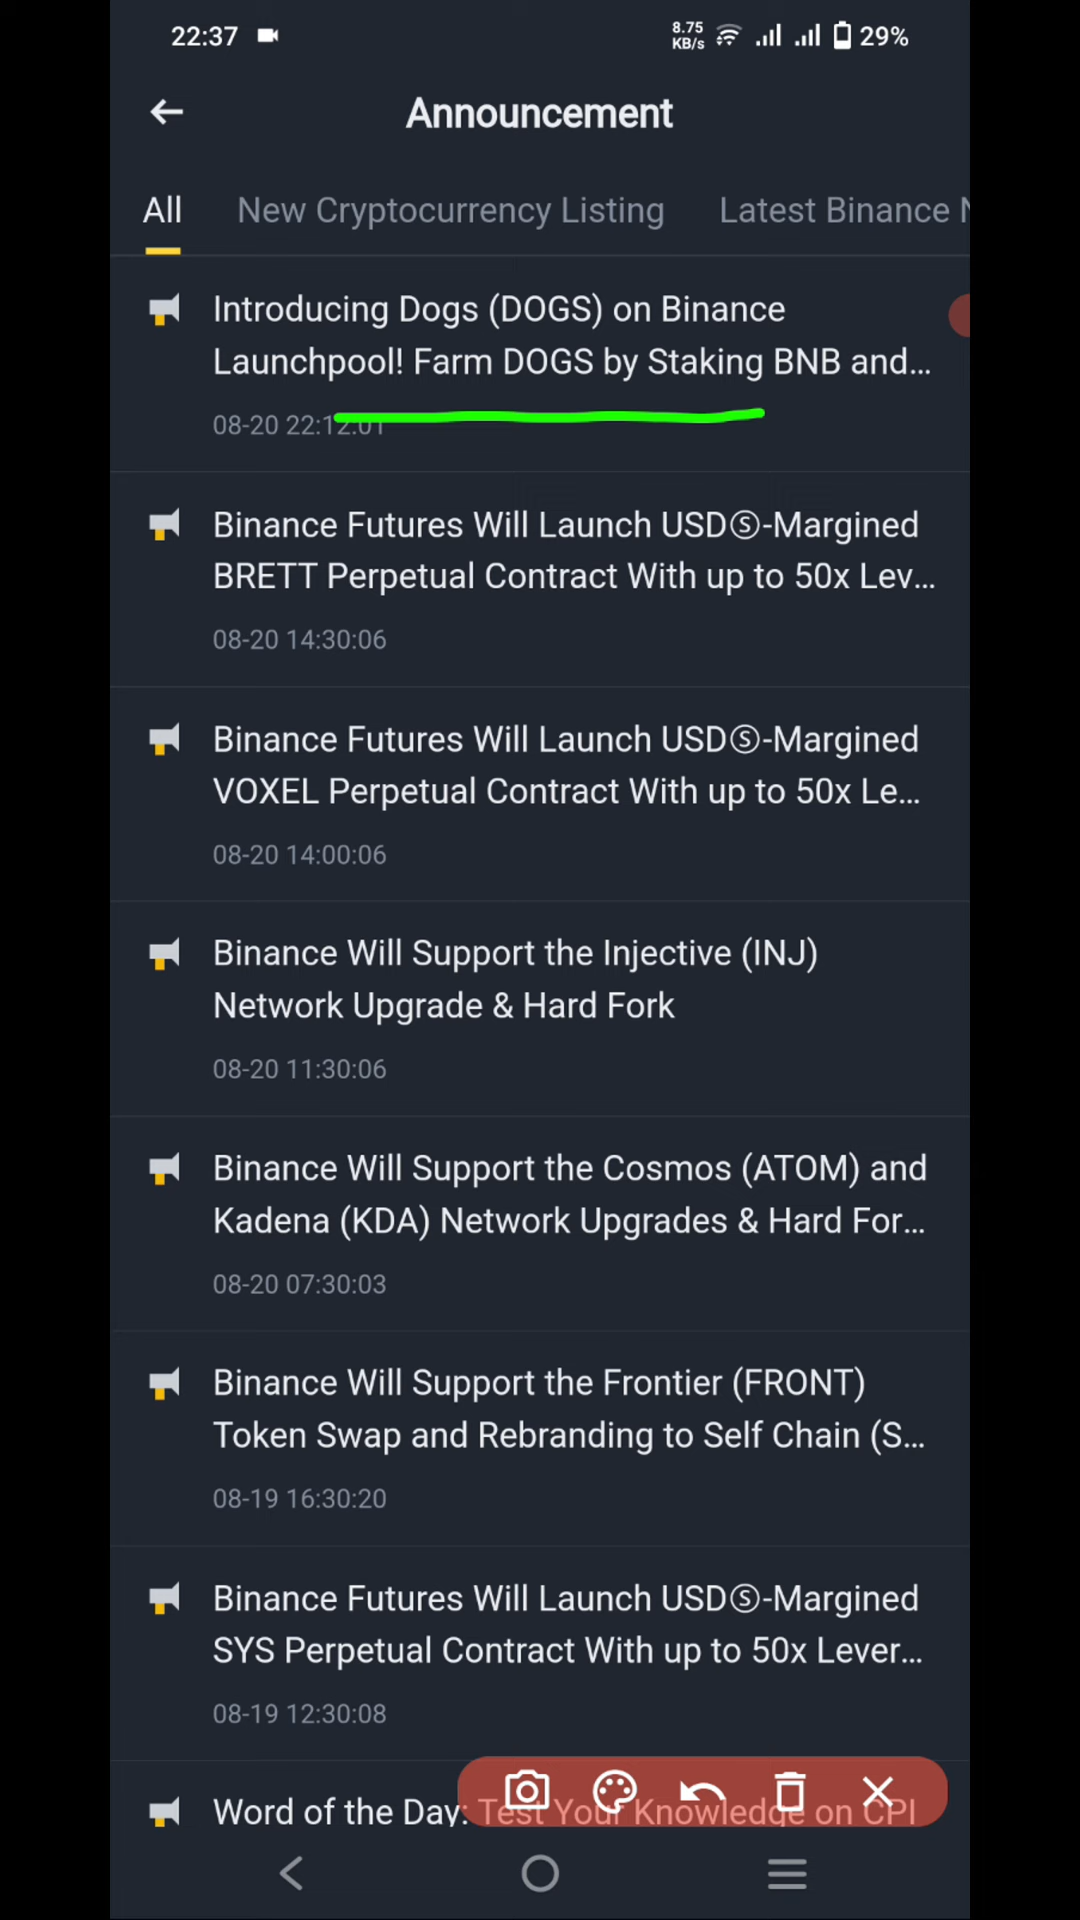 22:37
8.75
KB/s
29%
Announcement
All
New Cryptocurrency Listing
Latest Binance N
Introducing Dogs (DOGS) on Binance
Launchpool! Farm DOGS by Staking BNB and...
08-20 22:12:01
Binance Futures Will Launch USDⓈ-Margined
BRETT Perpetual Contract With up to 50x Lev...
08-20 14:30:06
Binance Futures Will Launch USDⓈ-Margined
VOXEL Perpetual Contract With up to 50x Le...
08-20 14:00:06
Binance Will Support the Injective (INJ)
Network Upgrade & Hard Fork
08-20 11:30:06
Binance Will Support the Cosmos (ATOM) and
Kadena (KDA) Network Upgrades & Hard For...
08-20 07:30:03
Binance Will Support the Frontier (FRONT)
Token Swap and Rebranding to Self Chain (S...
08-19 16:30:20
Binance Futures Will Launch USDⓈ-Margined
SYS Perpetual Contract With up to 50x Lever...
08-19 12:30:08
Word of the Day: Test Your Knowledge on CPI